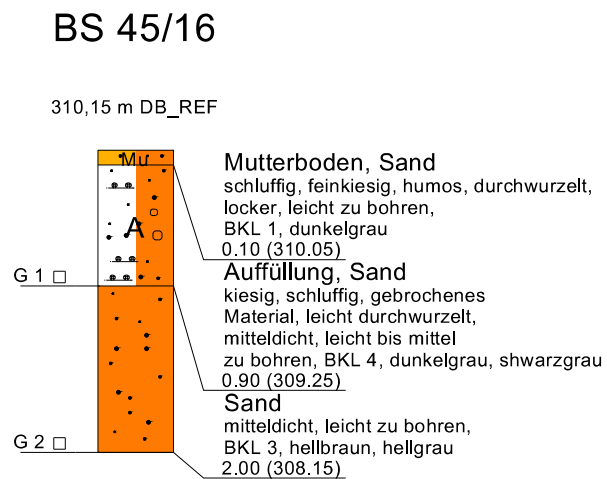 BS 45/16
310,15 m DB_REF
Mu
Mutterboden, Sand
schluffig, feinkiesig, humos, durchwurzelt,
locker, leicht zu bohren,
BKL 1, dunkelgrau
0.10 (310.05)
A
G 1
Auffüllung, Sand
kiesig, schluffig, gebrochenes
Material, leicht durchwurzelt,
mitteldicht, leicht bis mittel
zu bohren, BKL 4, dunkelgrau, shwarzgrau
0.90 (309.25)
Sand
mitteldicht, leicht zu bohren,
BKL 3, hellbraun, hellgrau
2.00 (308.15)
G 2